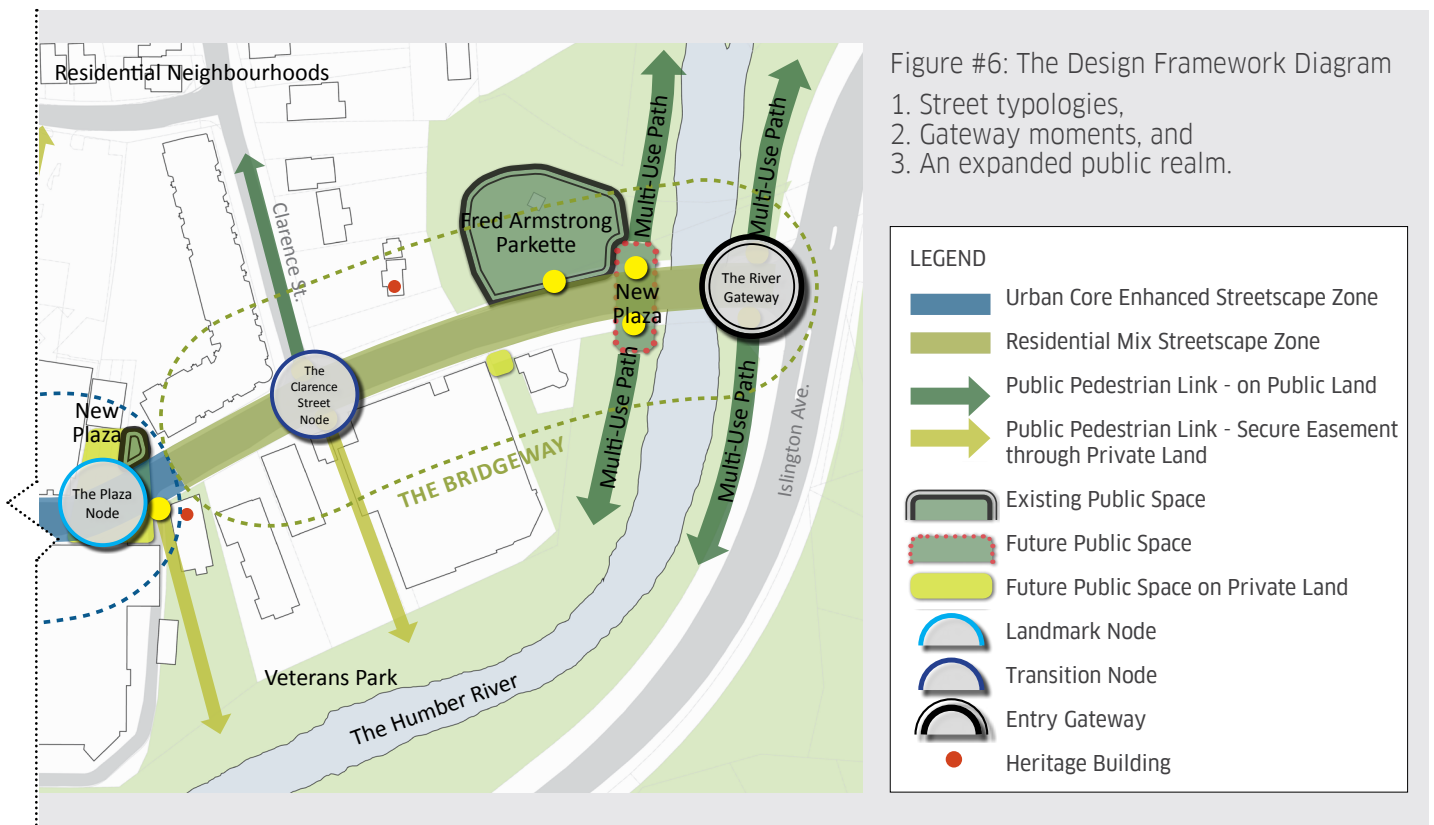 Residential Neighbourhoods
Clarence St.
Fred Armstrong
Parkette
Multi-Use Path
Multi-Use Path
New
Plaza
The River
Gateway
The
Clarence
Street
Node
New
Plaza
The Plaza
Node
THE BRIDGEWAY
Multi-Use Path
Multi-Use Path
Islington Ave.
Veterans Park
The Humber River
Figure #6: The Design Framework Diagram
1. Street typologies,
2. Gateway moments, and
3. An expanded public realm.
LEGEND
Urban Core Enhanced Streetscape Zone
Residential Mix Streetscape Zone
Public Pedestrian Link - on Public Land
Public Pedestrian Link - Secure Easement
through Private Land
Existing Public Space
Future Public Space
Future Public Space on Private Land
Landmark Node
Transition Node
Entry Gateway
Heritage Building